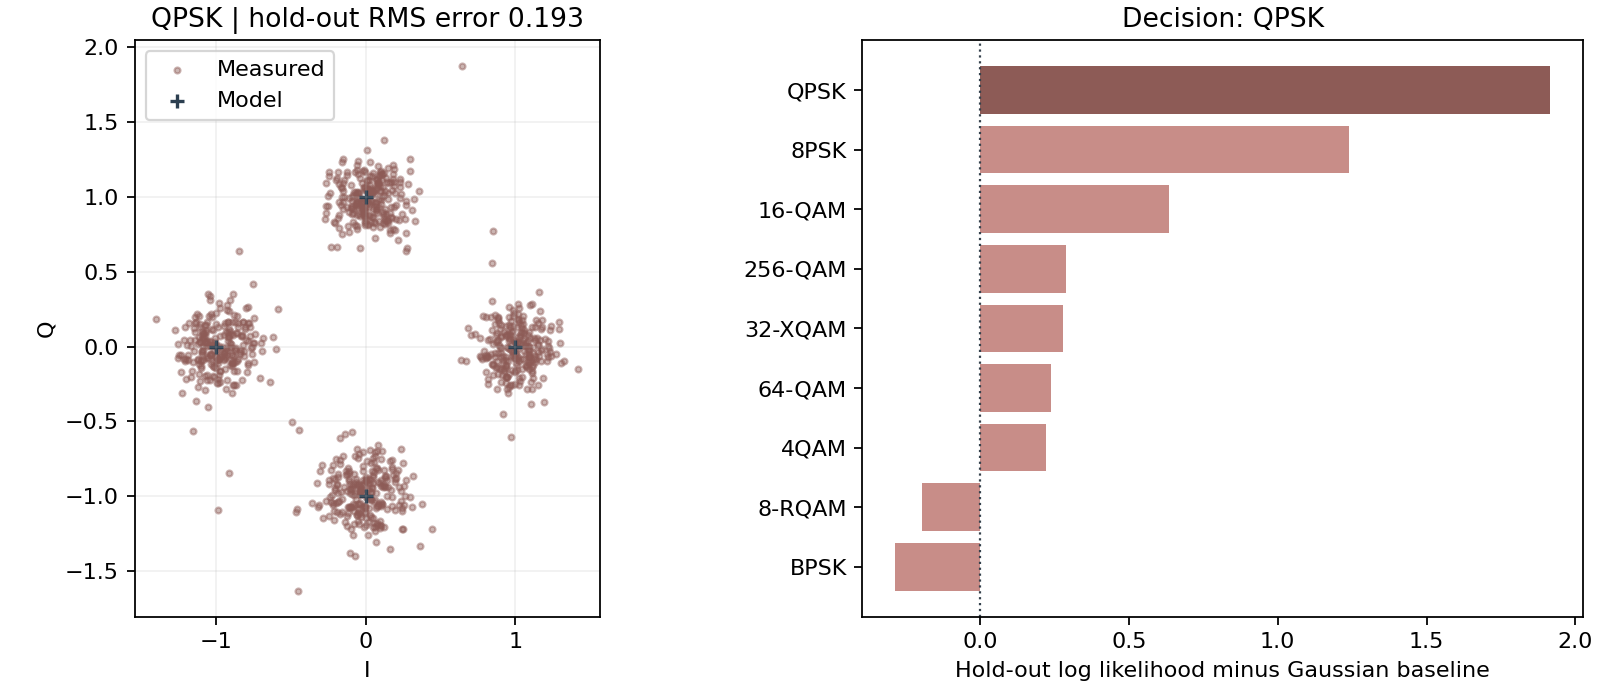 QPSK | hold-out RMS error 0.193
Measured
Model
2.0
1.5
1.0
0.5
0.0
−0.5
−1.0
−1.5
Q
−1
0
1
I
Decision: QPSK
QPSK
8PSK
16-QAM
256-QAM
32-XQAM
64-QAM
4QAM
8-RQAM
BPSK
0.0
0.5
1.0
1.5
2.0
Hold-out log likelihood minus Gaussian baseline